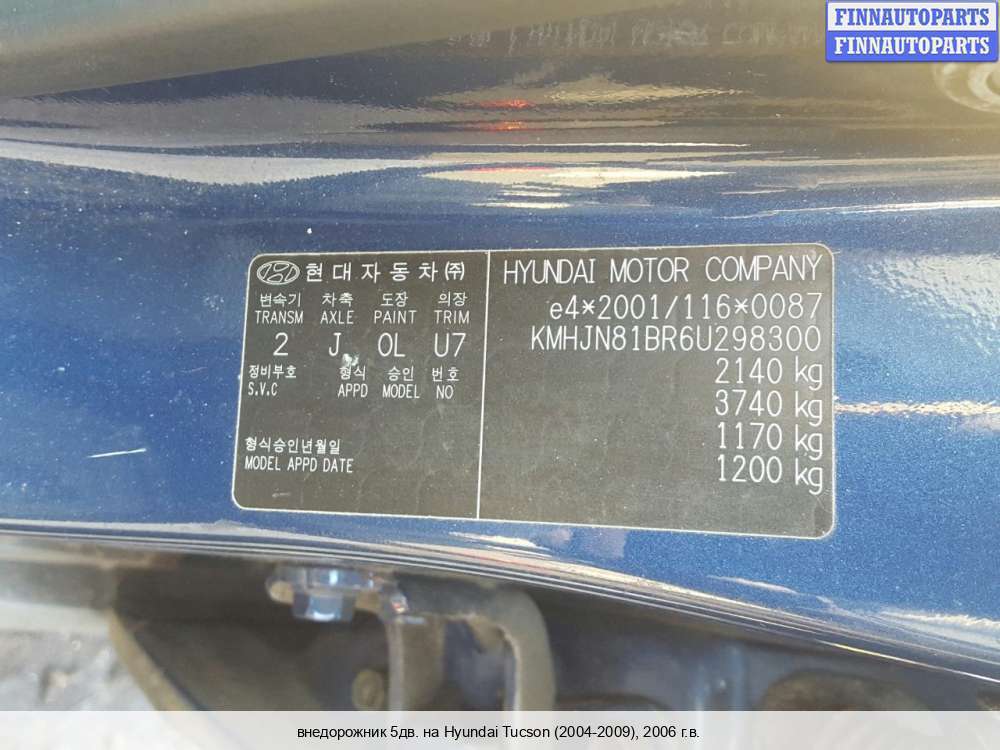 FINNAUTOPARTS
FINNAUTOPARTS
현대자동차(주)
변속기 차축 도장 의장
TRANSM AXLE PAINT TRIM
2 J OL U7
정비부호 형식 승인 번호
S.V.C APPD MODEL NO
형식승인년월일
MODEL APPD DATE
HYUNDAI MOTOR COMPANY
e4*2001/116*0087
KMHJN81BR6U298300
2140 kg
3740 kg
1170 kg
1200 kg
внедорожник 5дв. на Hyundai Tucson (2004-2009), 2006 г.в.